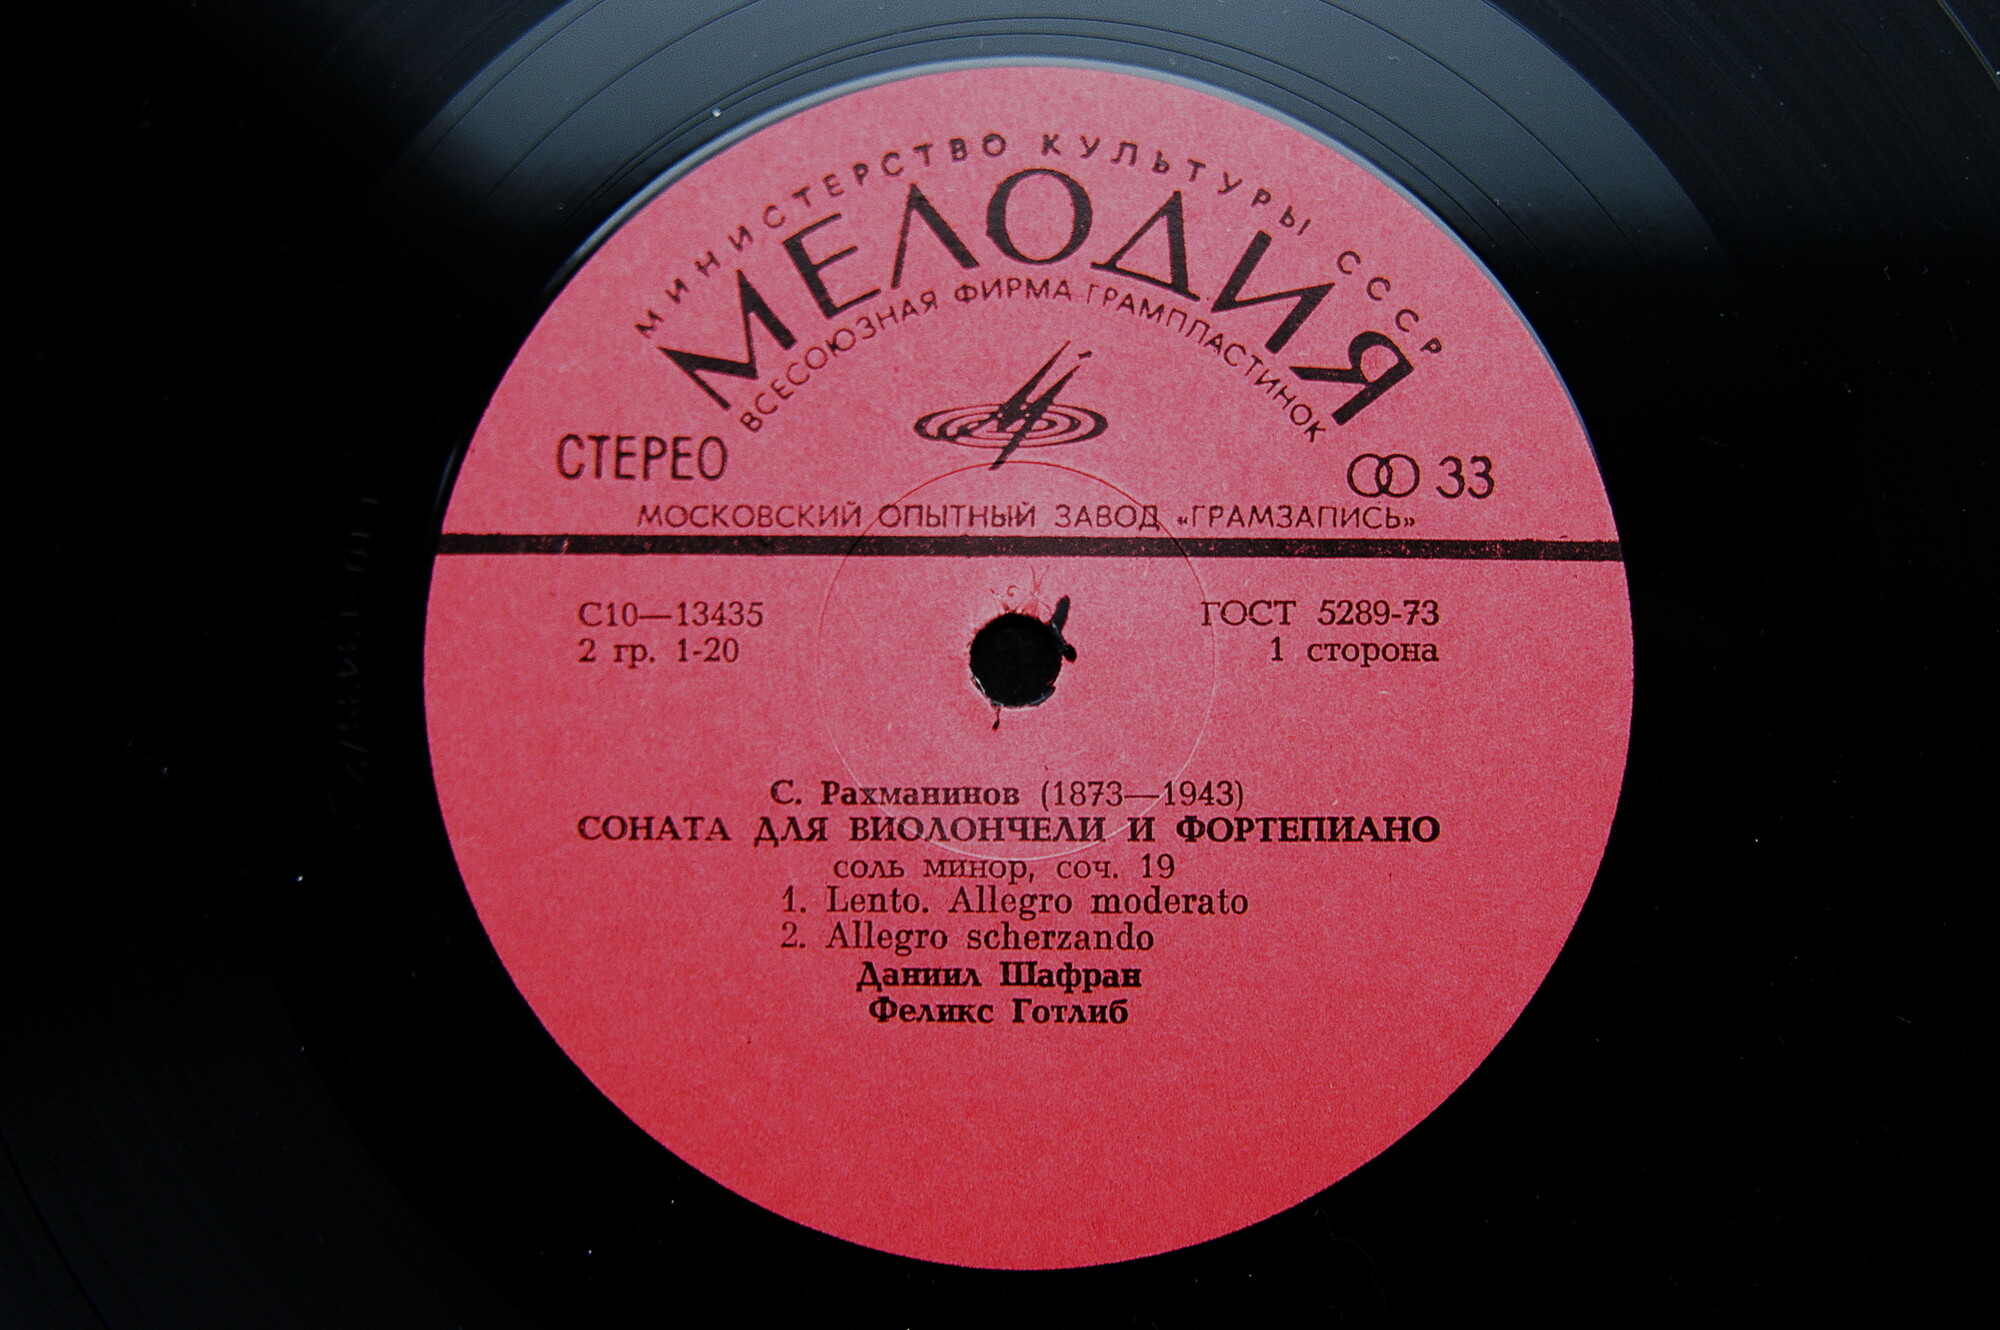 МИНИСТЕРСТВО КУЛЬТУРЫ СССР
МЕЛОДИЯ
ВСЕСОЮЗНАЯ ФИРМА ГРАМПЛАСТИНОК
СТЕРЕО
33
МОСКОВСКИЙ ОПЫТНЫЙ ЗАВОД «ГРАМЗАПИСЬ»
С10—13435
ГОСТ 5289-73
2 гр. 1-20
1 сторона
С. Рахманинов (1873—1943)
СОНАТА ДЛЯ ВИОЛОНЧЕЛИ И ФОРТЕПИАНО
соль минор, соч. 19
1. Lento. Allegro moderato
2. Allegro scherzando
Даниил Шафран
Феликс Готлиб